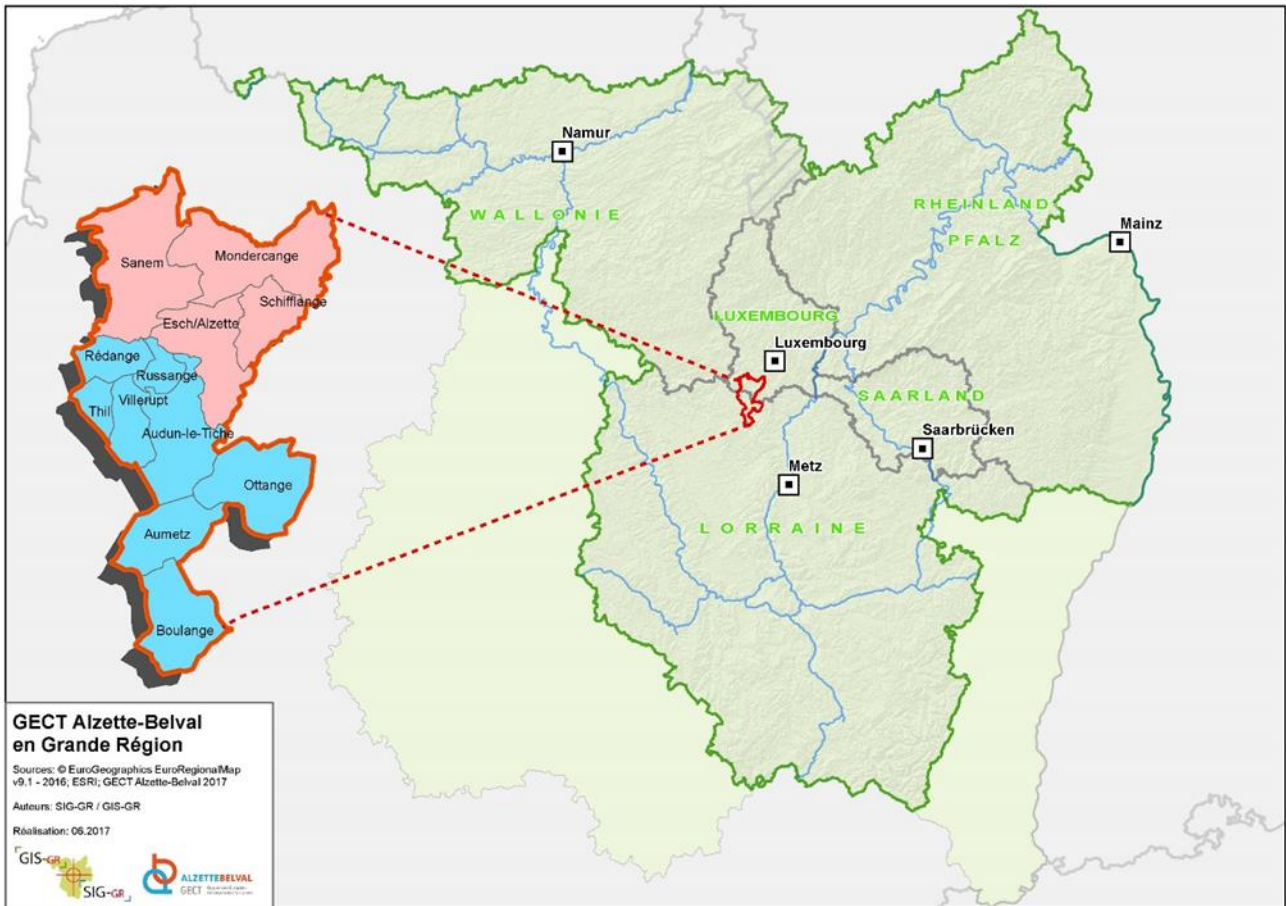 Namur
WALLONIE
RHEINLAND-
PFALZ
Mainz
LUXEMBOURG
Luxembourg
SAARLAND
Saarbrücken
Metz
LORRAINE
Sanem
Mondercange
Schifflange
Esch/Alzette
Rédange
Russange
Villerupt
Thil
Audun-le-Tiche
Ottange
Aumetz
Boulange
GECT Alzette-Belval
en Grande Région
Sources: © EuroGeographics EuroRegionalMap
v9.1 - 2016; ESRI; GECT Alzette-Belval 2017
Auteurs: SIG-GR / GIS-GR
Réalisation: 06.2017
GIS-GR
SIG-GR
ALZETTEBELVAL
GECT